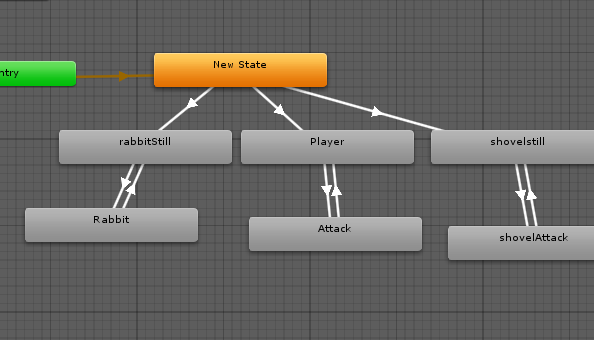 ntry
New State
rabbitStill
Player
shovelstill
Rabbit
Attack
shovelAttack